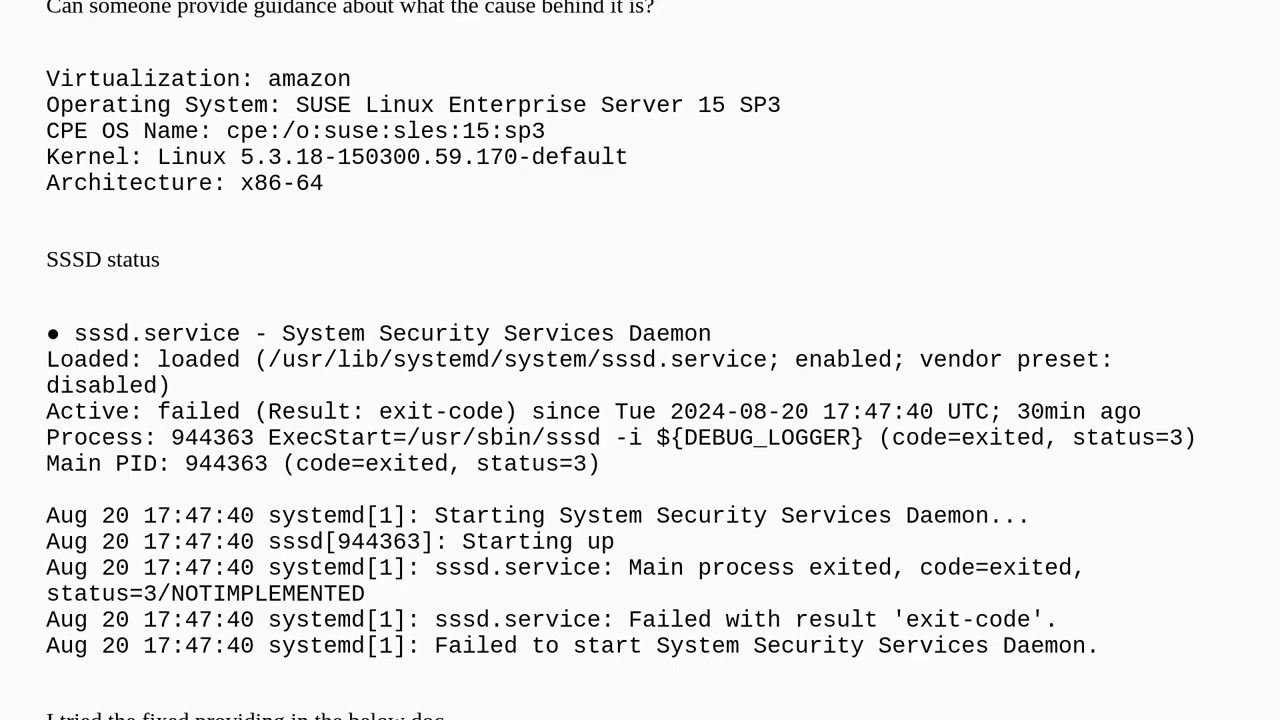 Can someone provide guidance about what the cause behind it is?
Virtualization: amazon
Operating System: SUSE Linux Enterprise Server 15 SP3
CPE OS Name: cpe:/o:suse:sles:15:sp3
Kernel: Linux 5.3.18-150300.59.170-default
Architecture: x86-64
SSSD status
● sssd.service - System Security Services Daemon
Loaded: loaded (/usr/lib/systemd/system/sssd.service; enabled; vendor preset:
disabled)
Active: failed (Result: exit-code) since Tue 2024-08-20 17:47:40 UTC; 30min ago
Process: 944363 ExecStart=/usr/sbin/sssd -i ${DEBUG_LOGGER} (code=exited, status=3)
Main PID: 944363 (code=exited, status=3)
Aug 20 17:47:40 systemd[1]: Starting System Security Services Daemon...
Aug 20 17:47:40 sssd[944363]: Starting up
Aug 20 17:47:40 systemd[1]: sssd.service: Main process exited, code=exited,
status=3/NOTIMPLEMENTED
Aug 20 17:47:40 systemd[1]: sssd.service: Failed with result 'exit-code'.
Aug 20 17:47:40 systemd[1]: Failed to start System Security Services Daemon.
I tried the fixed providing in the below doc